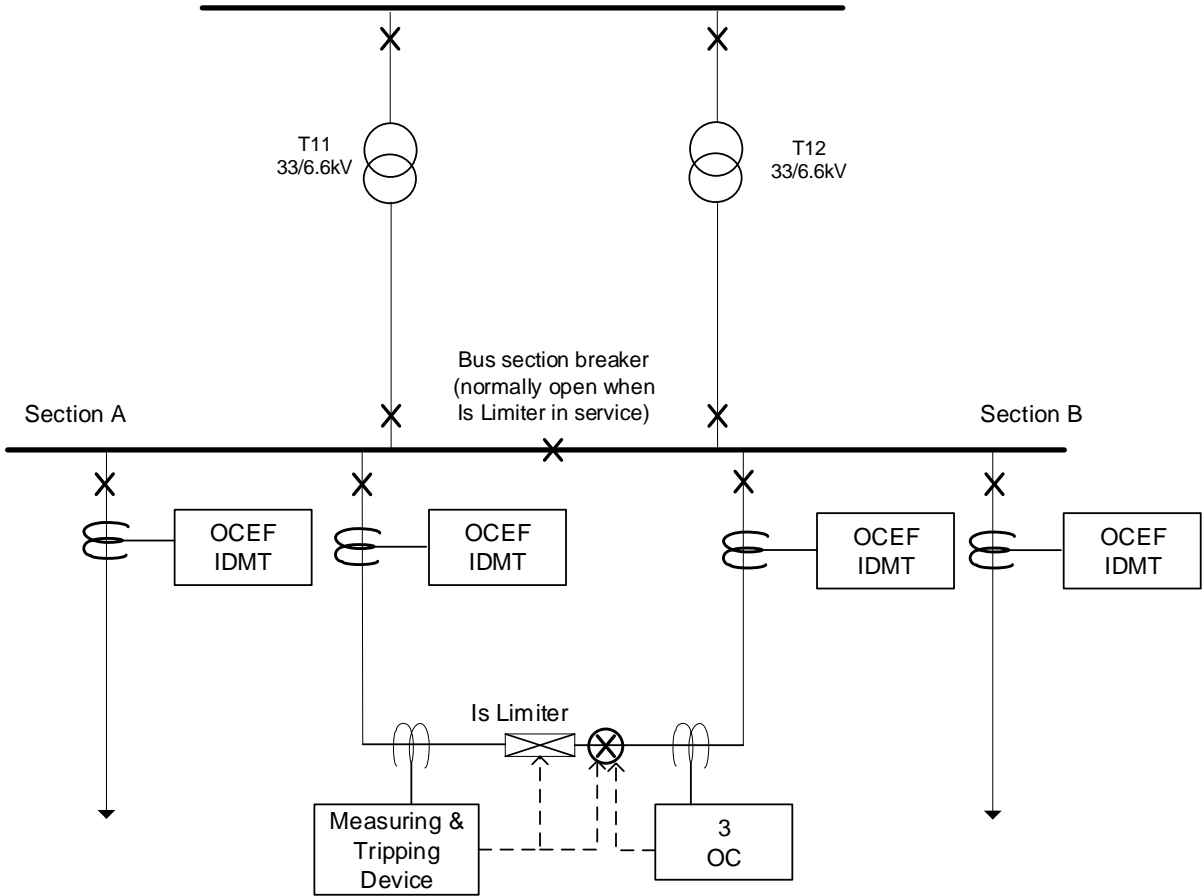 T11
33/6.6kV
T12
33/6.6kV
Bus section breaker
(normally open when
Is Limiter in service)
Section A
Section B
OCEF
IDMT
OCEF
IDMT
OCEF
IDMT
OCEF
IDMT
Is Limiter
Measuring &
Tripping
Device
3
OC